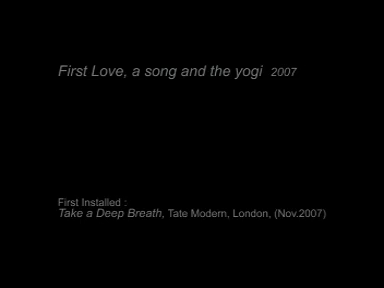 First Love, a song and the yogi 2007
First Installed :
Take a Deep Breath, Tate Modern, London, (Nov.2007)